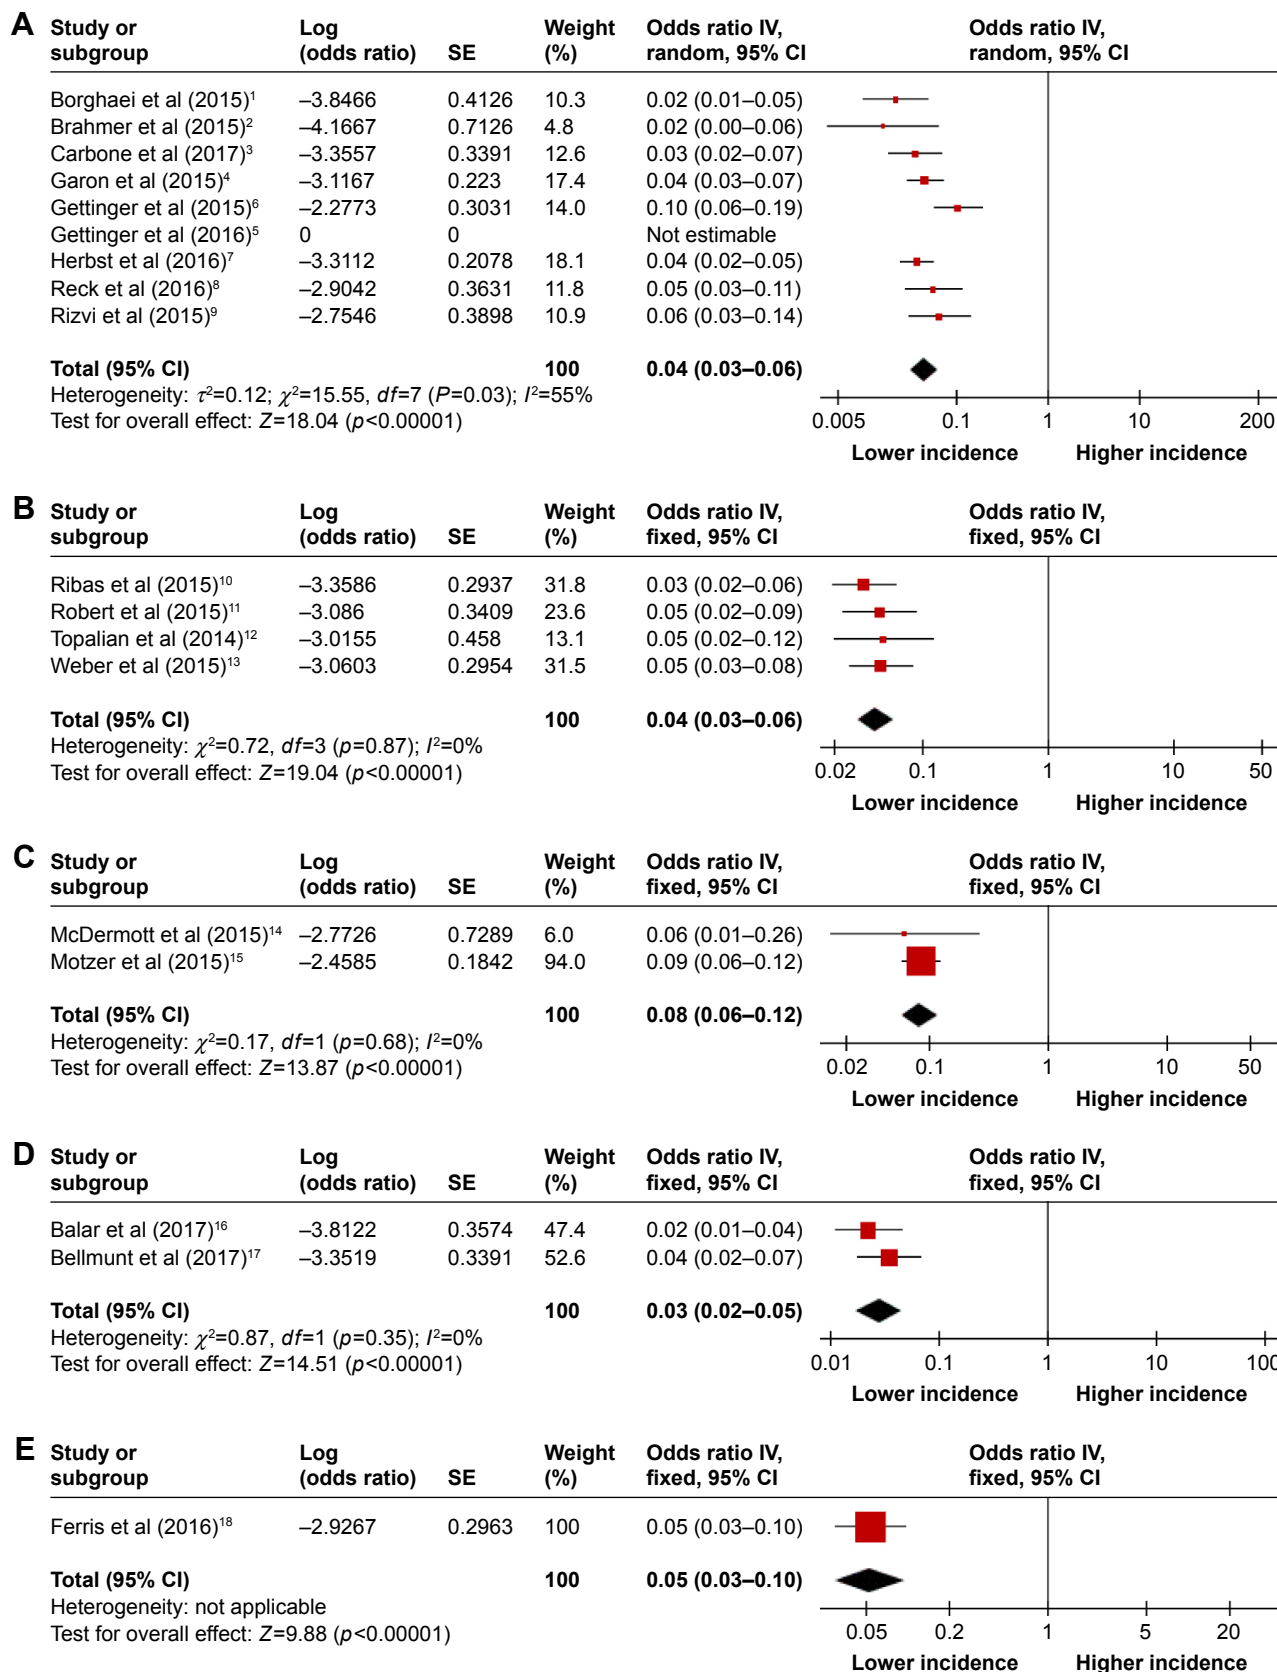 A Study or subgroup Log (odds ratio) SE Weight (%) Odds ratio IV, random, 95% CI Odds ratio IV, random, 95% CI
Borghaei et al (2015)1 –3.8466 0.4126 10.3 0.02 (0.01–0.05)
Brahmer et al (2015)2 –4.1667 0.7126 4.8 0.02 (0.00–0.06)
Carbone et al (2017)3 –3.3557 0.3391 12.6 0.03 (0.02–0.07)
Garon et al (2015)4 –3.1167 0.223 17.4 0.04 (0.03–0.07)
Gettinger et al (2015)6 –2.2773 0.3031 14.0 0.10 (0.06–0.19)
Gettinger et al (2016)5 0 0 Not estimable
Herbst et al (2016)7 –3.3112 0.2078 18.1 0.04 (0.02–0.05)
Reck et al (2016)8 –2.9042 0.3631 11.8 0.05 (0.03–0.11)
Rizvi et al (2015)9 –2.7546 0.3898 10.9 0.06 (0.03–0.14)
Total (95% CI) 100 0.04 (0.03–0.06)
Heterogeneity: τ²=0.12; χ²=15.55, df=7 (P=0.03); I²=55%
Test for overall effect: Z=18.04 (p<0.00001)
0.005 0.1 1 10 200
Lower incidence Higher incidence
B Study or subgroup Log (odds ratio) SE Weight (%) Odds ratio IV, fixed, 95% CI Odds ratio IV, fixed, 95% CI
Ribas et al (2015)10 –3.3586 0.2937 31.8 0.03 (0.02–0.06)
Robert et al (2015)11 –3.086 0.3409 23.6 0.05 (0.02–0.09)
Topalian et al (2014)12 –3.0155 0.458 13.1 0.05 (0.02–0.12)
Weber et al (2015)13 –3.0603 0.2954 31.5 0.05 (0.03–0.08)
Total (95% CI) 100 0.04 (0.03–0.06)
Heterogeneity: χ²=0.72, df=3 (p=0.87); I²=0%
Test for overall effect: Z=19.04 (p<0.00001)
0.02 0.1 1 10 50
Lower incidence Higher incidence
C Study or subgroup Log (odds ratio) SE Weight (%) Odds ratio IV, fixed, 95% CI Odds ratio IV, fixed, 95% CI
McDermott et al (2015)14 –2.7726 0.7289 6.0 0.06 (0.01–0.26)
Motzer et al (2015)15 –2.4585 0.1842 94.0 0.09 (0.06–0.12)
Total (95% CI) 100 0.08 (0.06–0.12)
Heterogeneity: χ²=0.17, df=1 (p=0.68); I²=0%
Test for overall effect: Z=13.87 (p<0.00001)
0.02 0.1 1 10 50
Lower incidence Higher incidence
D Study or subgroup Log (odds ratio) SE Weight (%) Odds ratio IV, fixed, 95% CI Odds ratio IV, fixed, 95% CI
Balar et al (2017)16 –3.8122 0.3574 47.4 0.02 (0.01–0.04)
Bellmunt et al (2017)17 –3.3519 0.3391 52.6 0.04 (0.02–0.07)
Total (95% CI) 100 0.03 (0.02–0.05)
Heterogeneity: χ²=0.87, df=1 (p=0.35); I²=0%
Test for overall effect: Z=14.51 (p<0.00001)
0.01 0.1 1 10 100
Lower incidence Higher incidence
E Study or subgroup Log (odds ratio) SE Weight (%) Odds ratio IV, fixed, 95% CI Odds ratio IV, fixed, 95% CI
Ferris et al (2016)18 –2.9267 0.2963 100 0.05 (0.03–0.10)
Total (95% CI) 100 0.05 (0.03–0.10)
Heterogeneity: not applicable
Test for overall effect: Z=9.88 (p<0.00001)
0.05 0.2 1 5 20
Lower incidence Higher incidence